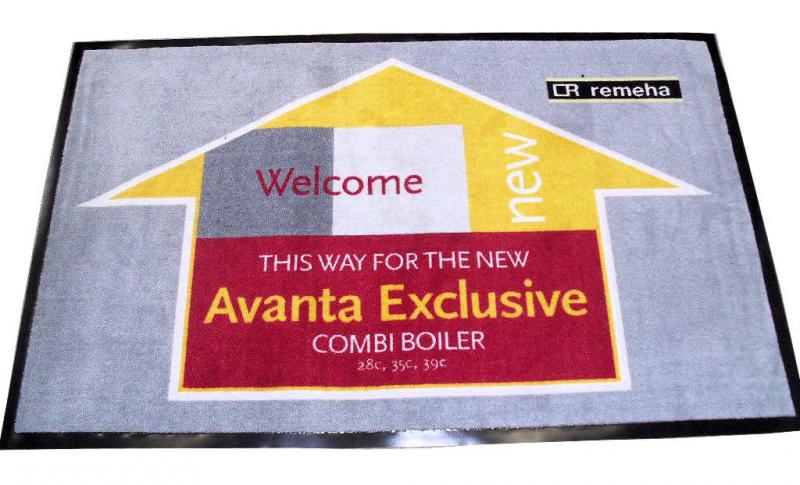 remeha
new
Welcome
THIS WAY FOR THE NEW
Avanta Exclusive
COMBI BOILER
28c, 35c, 39c